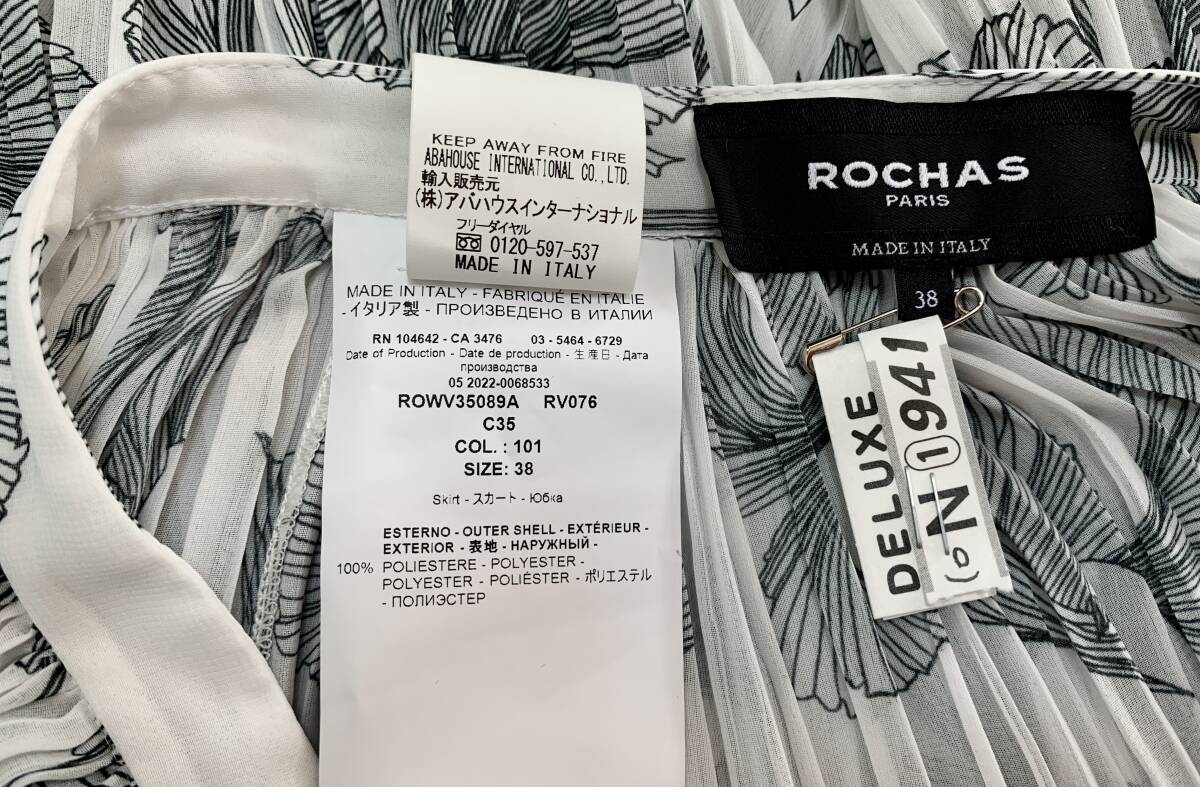 KEEP AWAY FROM FIRE
ABAHOUSE INTERNATIONAL CO.,LTD.
輸入販売元
(株)アバハウスインターナショナル
フリーダイヤル
0120-597-537
MADE IN ITALY
MADE IN ITALY - FABRIQUÉ EN ITALIE
- イタリア製 - ПРОИЗВЕДЕНО В ИТАЛИИ
RN 104642 - CA 3476 03 - 5464 - 6729
Date of Production - Date de production - 生産日 - Дата
производства
05 2022-0068533
ROWV35089A RV076
C35
COL. : 101
SIZE: 38
Skirt - スカート - Юбка
ESTERNO - OUTER SHELL - EXTÉRIEUR -
EXTERIOR - 表地 - НАРУЖНЫЙ -
100% POLIESTERE - POLYESTER -
POLYESTER - POLIÉSTER - ポリエステル
- ПОЛИЭСТЕР
ROCHAS
PARIS
MADE IN ITALY
38
DELUXE
N 1941